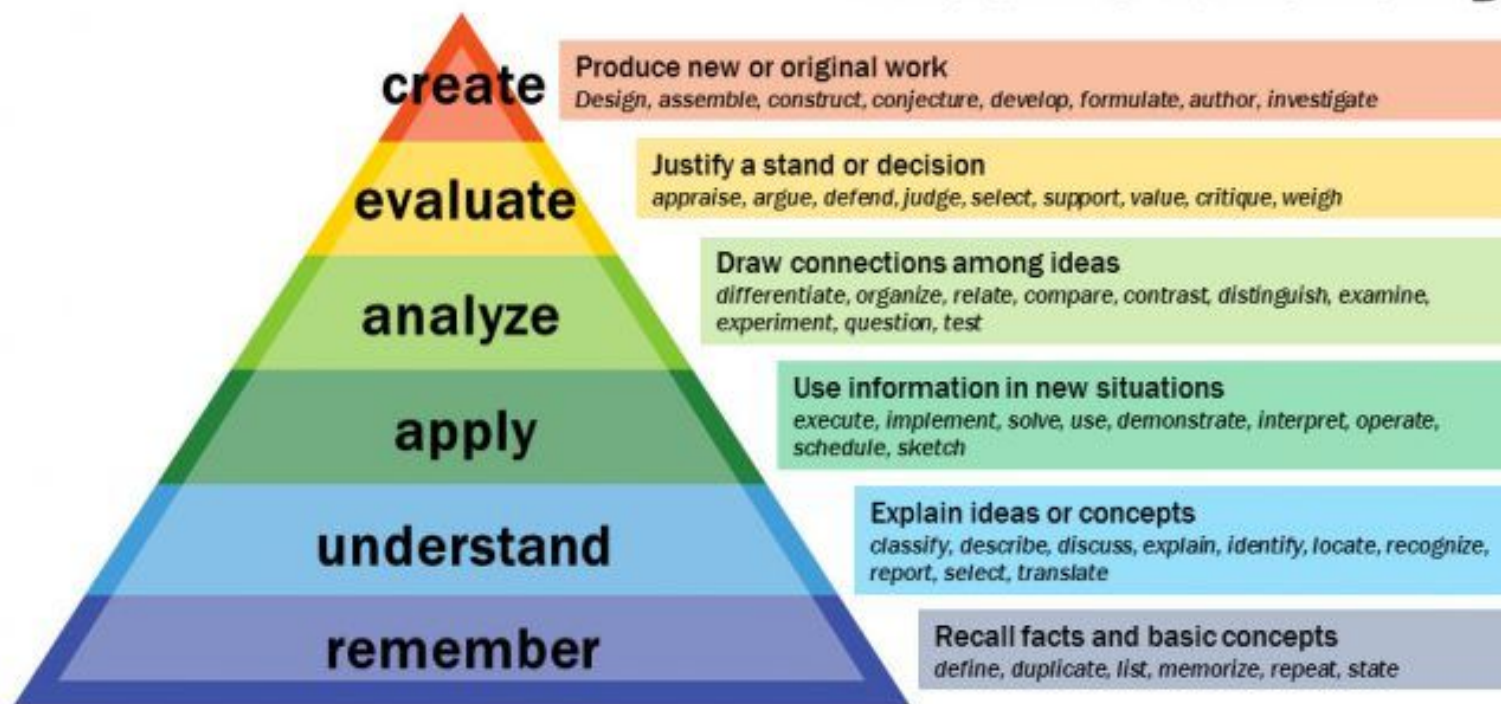 create
Produce new or original work
Design, assemble, construct, conjecture, develop, formulate, author, investigate
evaluate
Justify a stand or decision
appraise, argue, defend, judge, select, support, value, critique, weigh
analyze
Draw connections among ideas
differentiate, organize, relate, compare, contrast, distinguish, examine,
experiment, question, test
apply
Use information in new situations
execute, implement, solve, use, demonstrate, interpret, operate,
schedule, sketch
understand
Explain ideas or concepts
classify, describe, discuss, explain, identify, locate, recognize,
report, select, translate
remember
Recall facts and basic concepts
define, duplicate, list, memorize, repeat, state